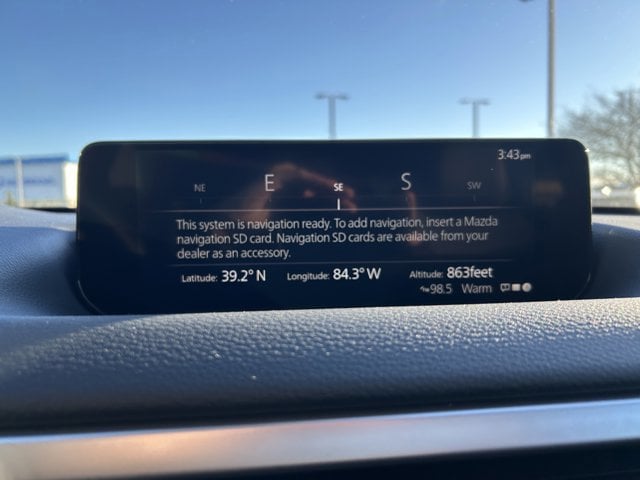 3:43pm
NE E SE S SW
This system is navigation ready. To add navigation, insert a Mazda
navigation SD card. Navigation SD cards are available from your
dealer as an accessory.
Latitude: 39.2° N Longitude: 84.3° W Altitude: 863feet
98.5 Warm